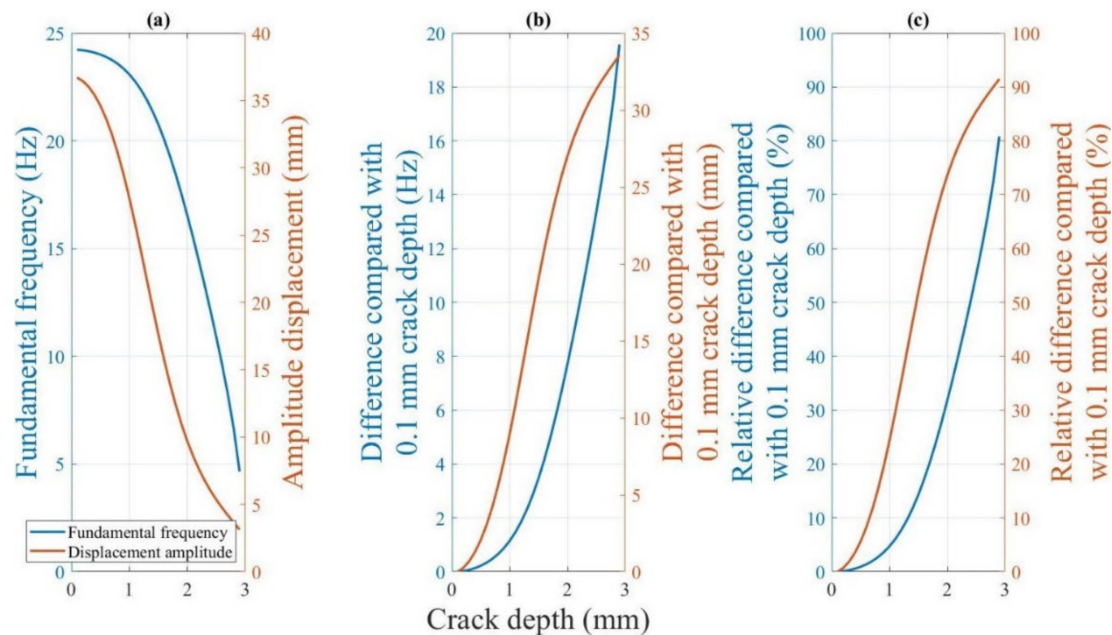 (a)
25
20
15
10
5
0
Fundamental frequency (Hz)
40
35
30
25
20
15
10
5
0
Amplitude displacement (mm)
Fundamental frequency
Displacement amplitude
0 1 2 3
(b)
20
18
16
14
12
10
8
6
4
2
0
Difference compared with
0.1 mm crack depth (Hz)
35
30
25
20
15
10
5
0
Difference compared with
0.1 mm crack depth (mm)
0 1 2 3
Crack depth (mm)
(c)
100
90
80
70
60
50
40
30
20
10
0
Relative difference compared
with 0.1 mm crack depth (%)
100
90
80
70
60
50
40
30
20
10
0
Relative difference compared
with 0.1 mm crack depth (%)
0 1 2 3